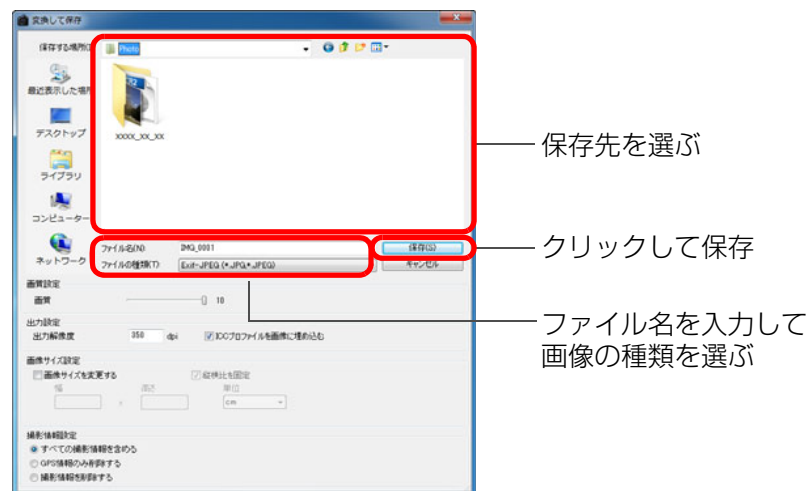 変換して保存
保存する場所(I):
Photo
最近表示した場所
xxxx_xx_xx
デスクトップ
ライブラリ
コンピューター
ネットワーク
保存先を選ぶ
ファイル名(N):
IMG_0001
保存(S)
クリックして保存
ファイルの種類(T):
Exif-JPEG (*.JPG,*.JPEG)
キャンセル
ファイル名を入力して
画像の種類を選ぶ
画質設定
画質
10
出力設定
出力解像度
350
dpi
ICCプロファイルを画像に埋め込む
画像サイズ設定
画像サイズを変更する
縦横比を固定
幅
高さ
単位
x
cm
撮影情報設定
すべての撮影情報を含める
GPS情報のみ削除する
撮影情報を削除する